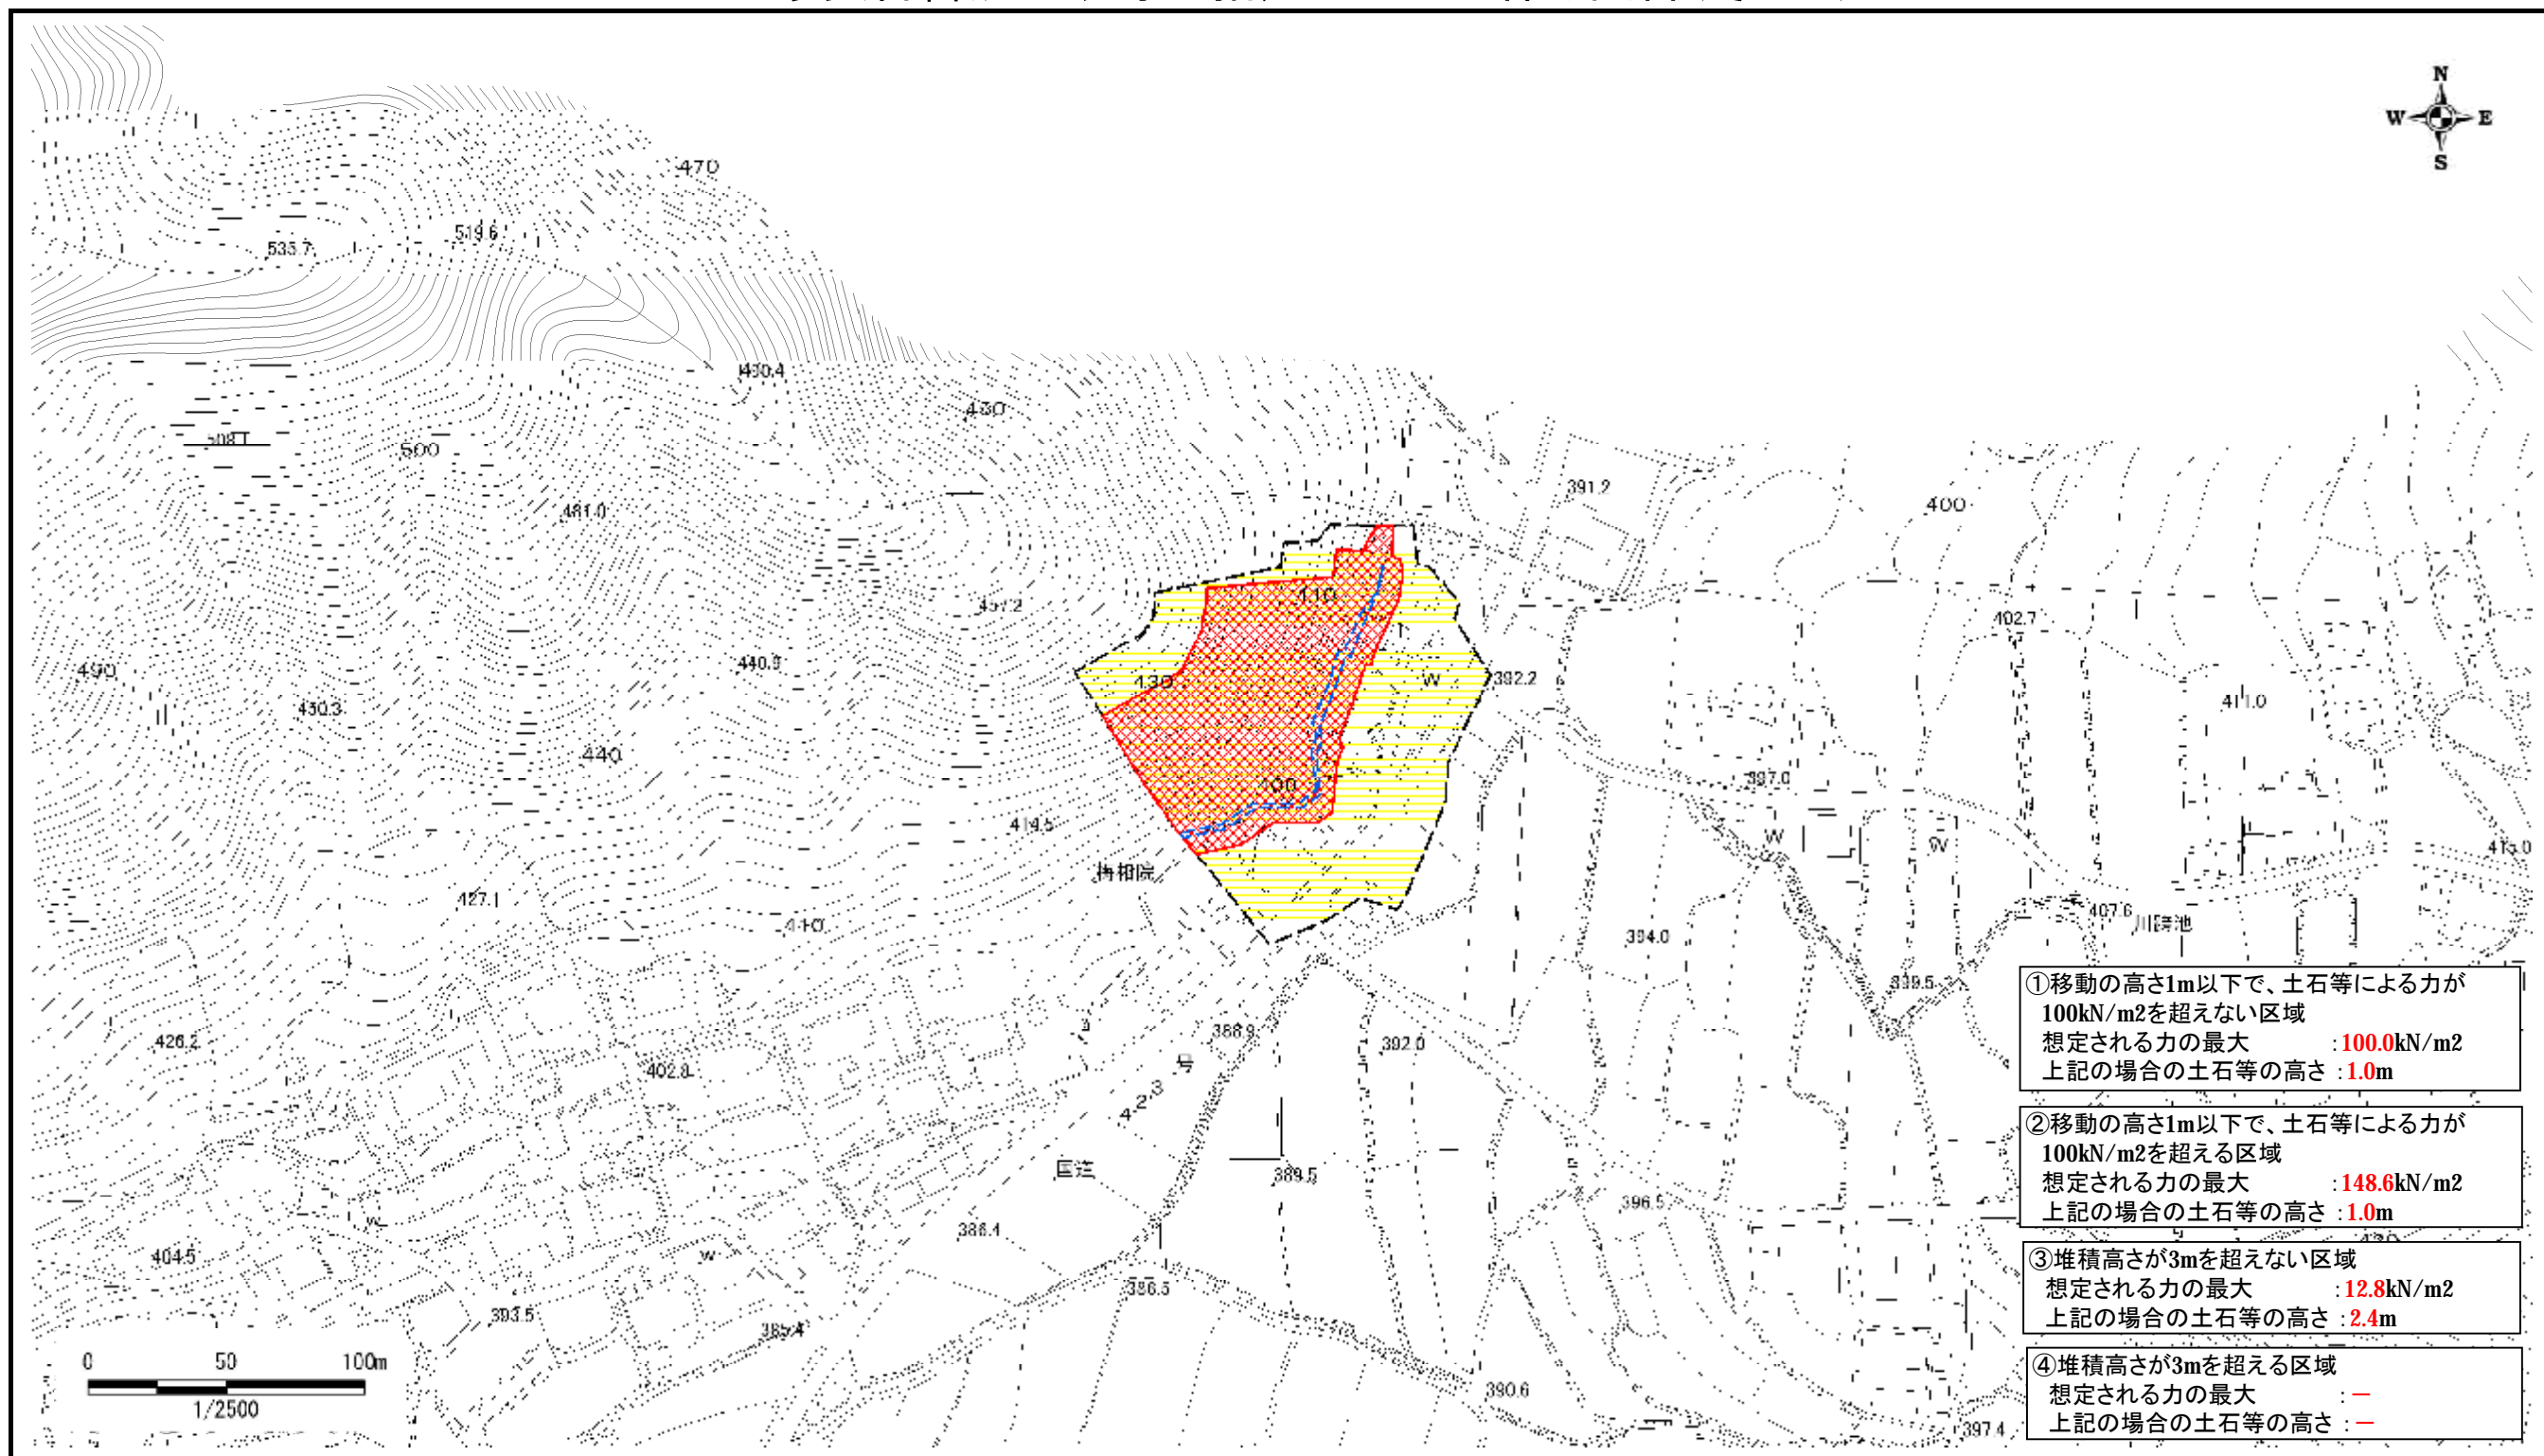 N
W E
S
470
519.6
535.7
500
481.0
391.2
400
457.2
402.7
110
490
440.9
430
W
392.2
430.3
411.0
440
397.0
400
414.5
W
W
415.0
427.1
410
407.6
394.0
399.5
426.2
388.9
392.0
号
402.8
423
国道
389.5
396.5
386.4
W
404.5
W
386.5
393.5
385.4
390.6
397.4
①移動の高さ1m以下で、土石等による力が
100kN/m2を超えない区域
想定される力の最大 :100.0kN/m2
上記の場合の土石等の高さ :1.0m
②移動の高さ1m以下で、土石等による力が
100kN/m2を超える区域
想定される力の最大 :148.6kN/m2
上記の場合の土石等の高さ :1.0m
③堆積高さが3mを超えない区域
想定される力の最大 :12.8kN/m2
上記の場合の土石等の高さ :2.4m
④堆積高さが3mを超える区域
想定される力の最大 :－
上記の場合の土石等の高さ :－
0 50 100m
1/2500